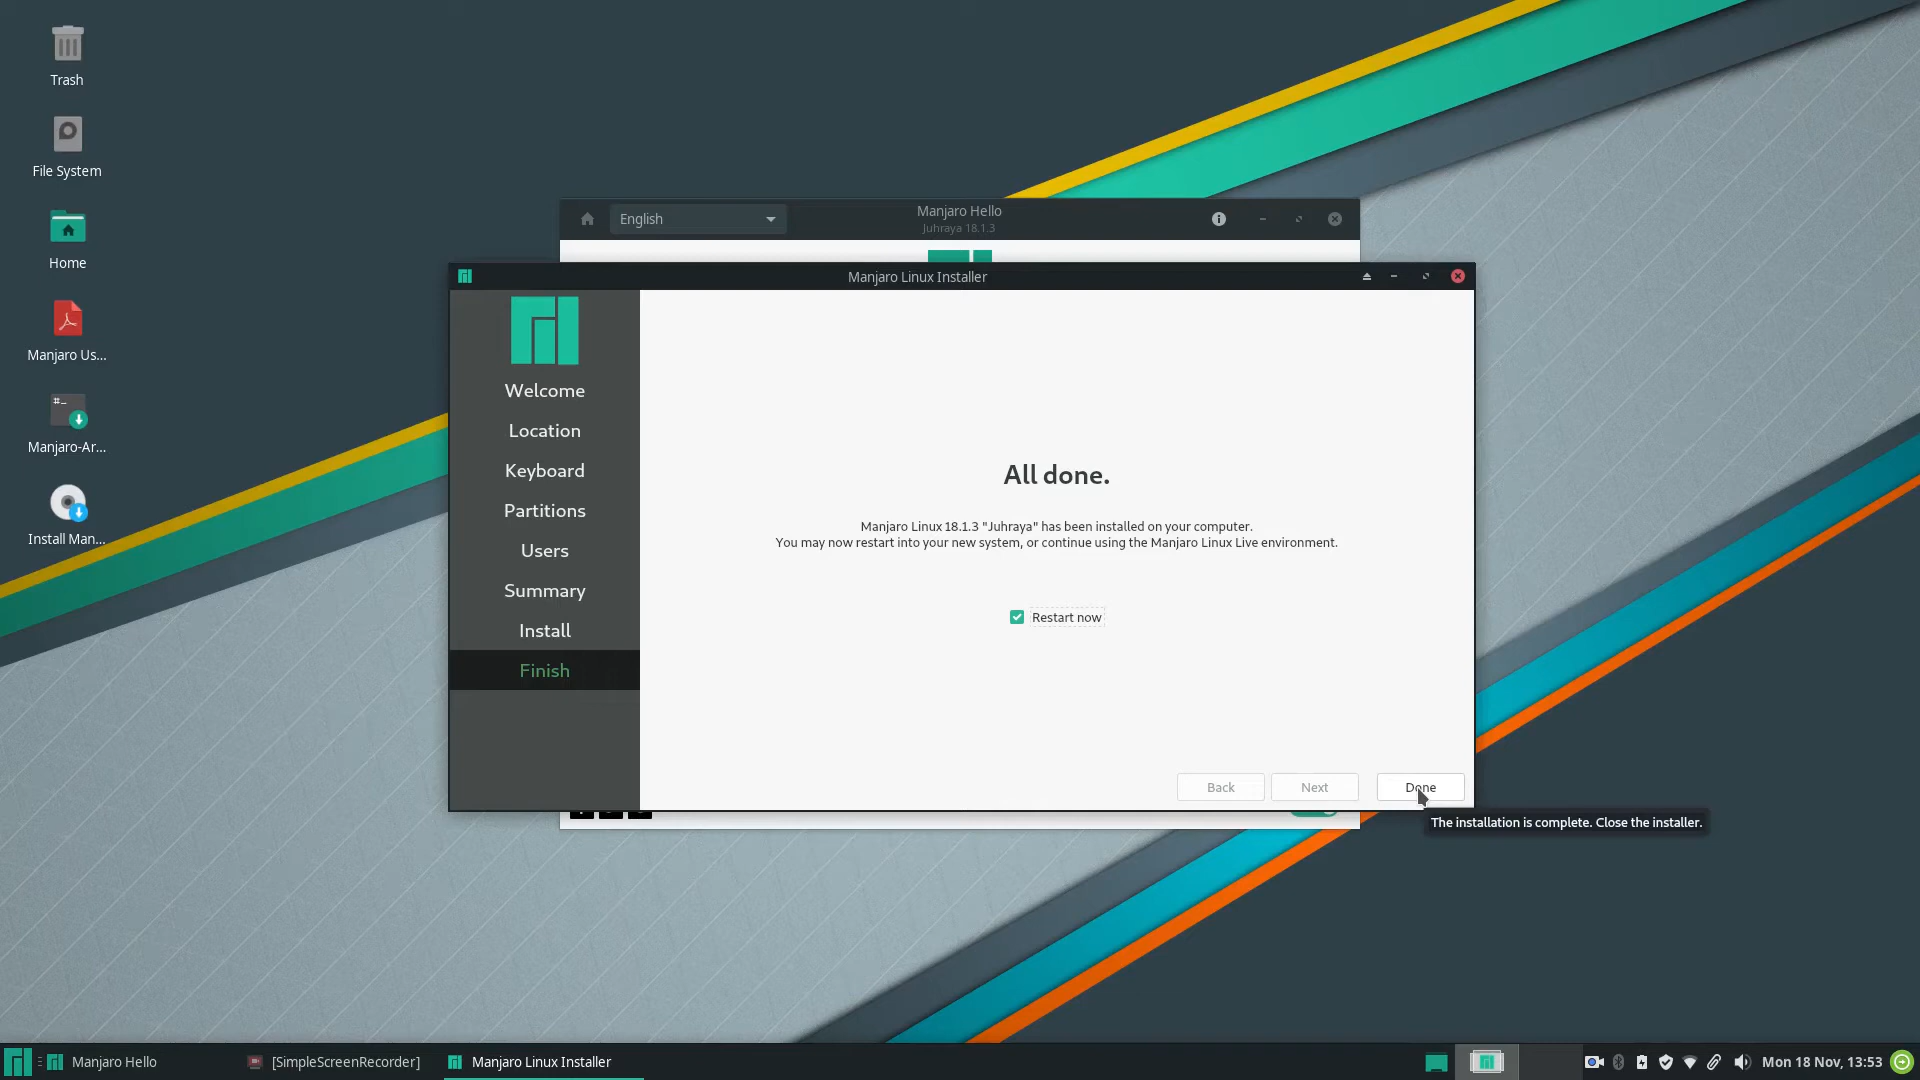 Trash
File System
Home
Manjaro Us...
Manjaro-Ar...
Install Man...
English
Manjaro Hello
Juhraya 18.1.3
Manjaro Linux Installer
Welcome
Location
Keyboard
Partitions
Users
Summary
Install
Finish
All done.
Manjaro Linux 18.1.3 "Juhraya" has been installed on your computer.
You may now restart into your new system, or continue using the Manjaro Linux Live environment.
Restart now
Back
Next
Done
The installation is complete. Close the installer.
Manjaro Hello
[SimpleScreenRecorder]
Manjaro Linux Installer
Mon 18 Nov, 13:53